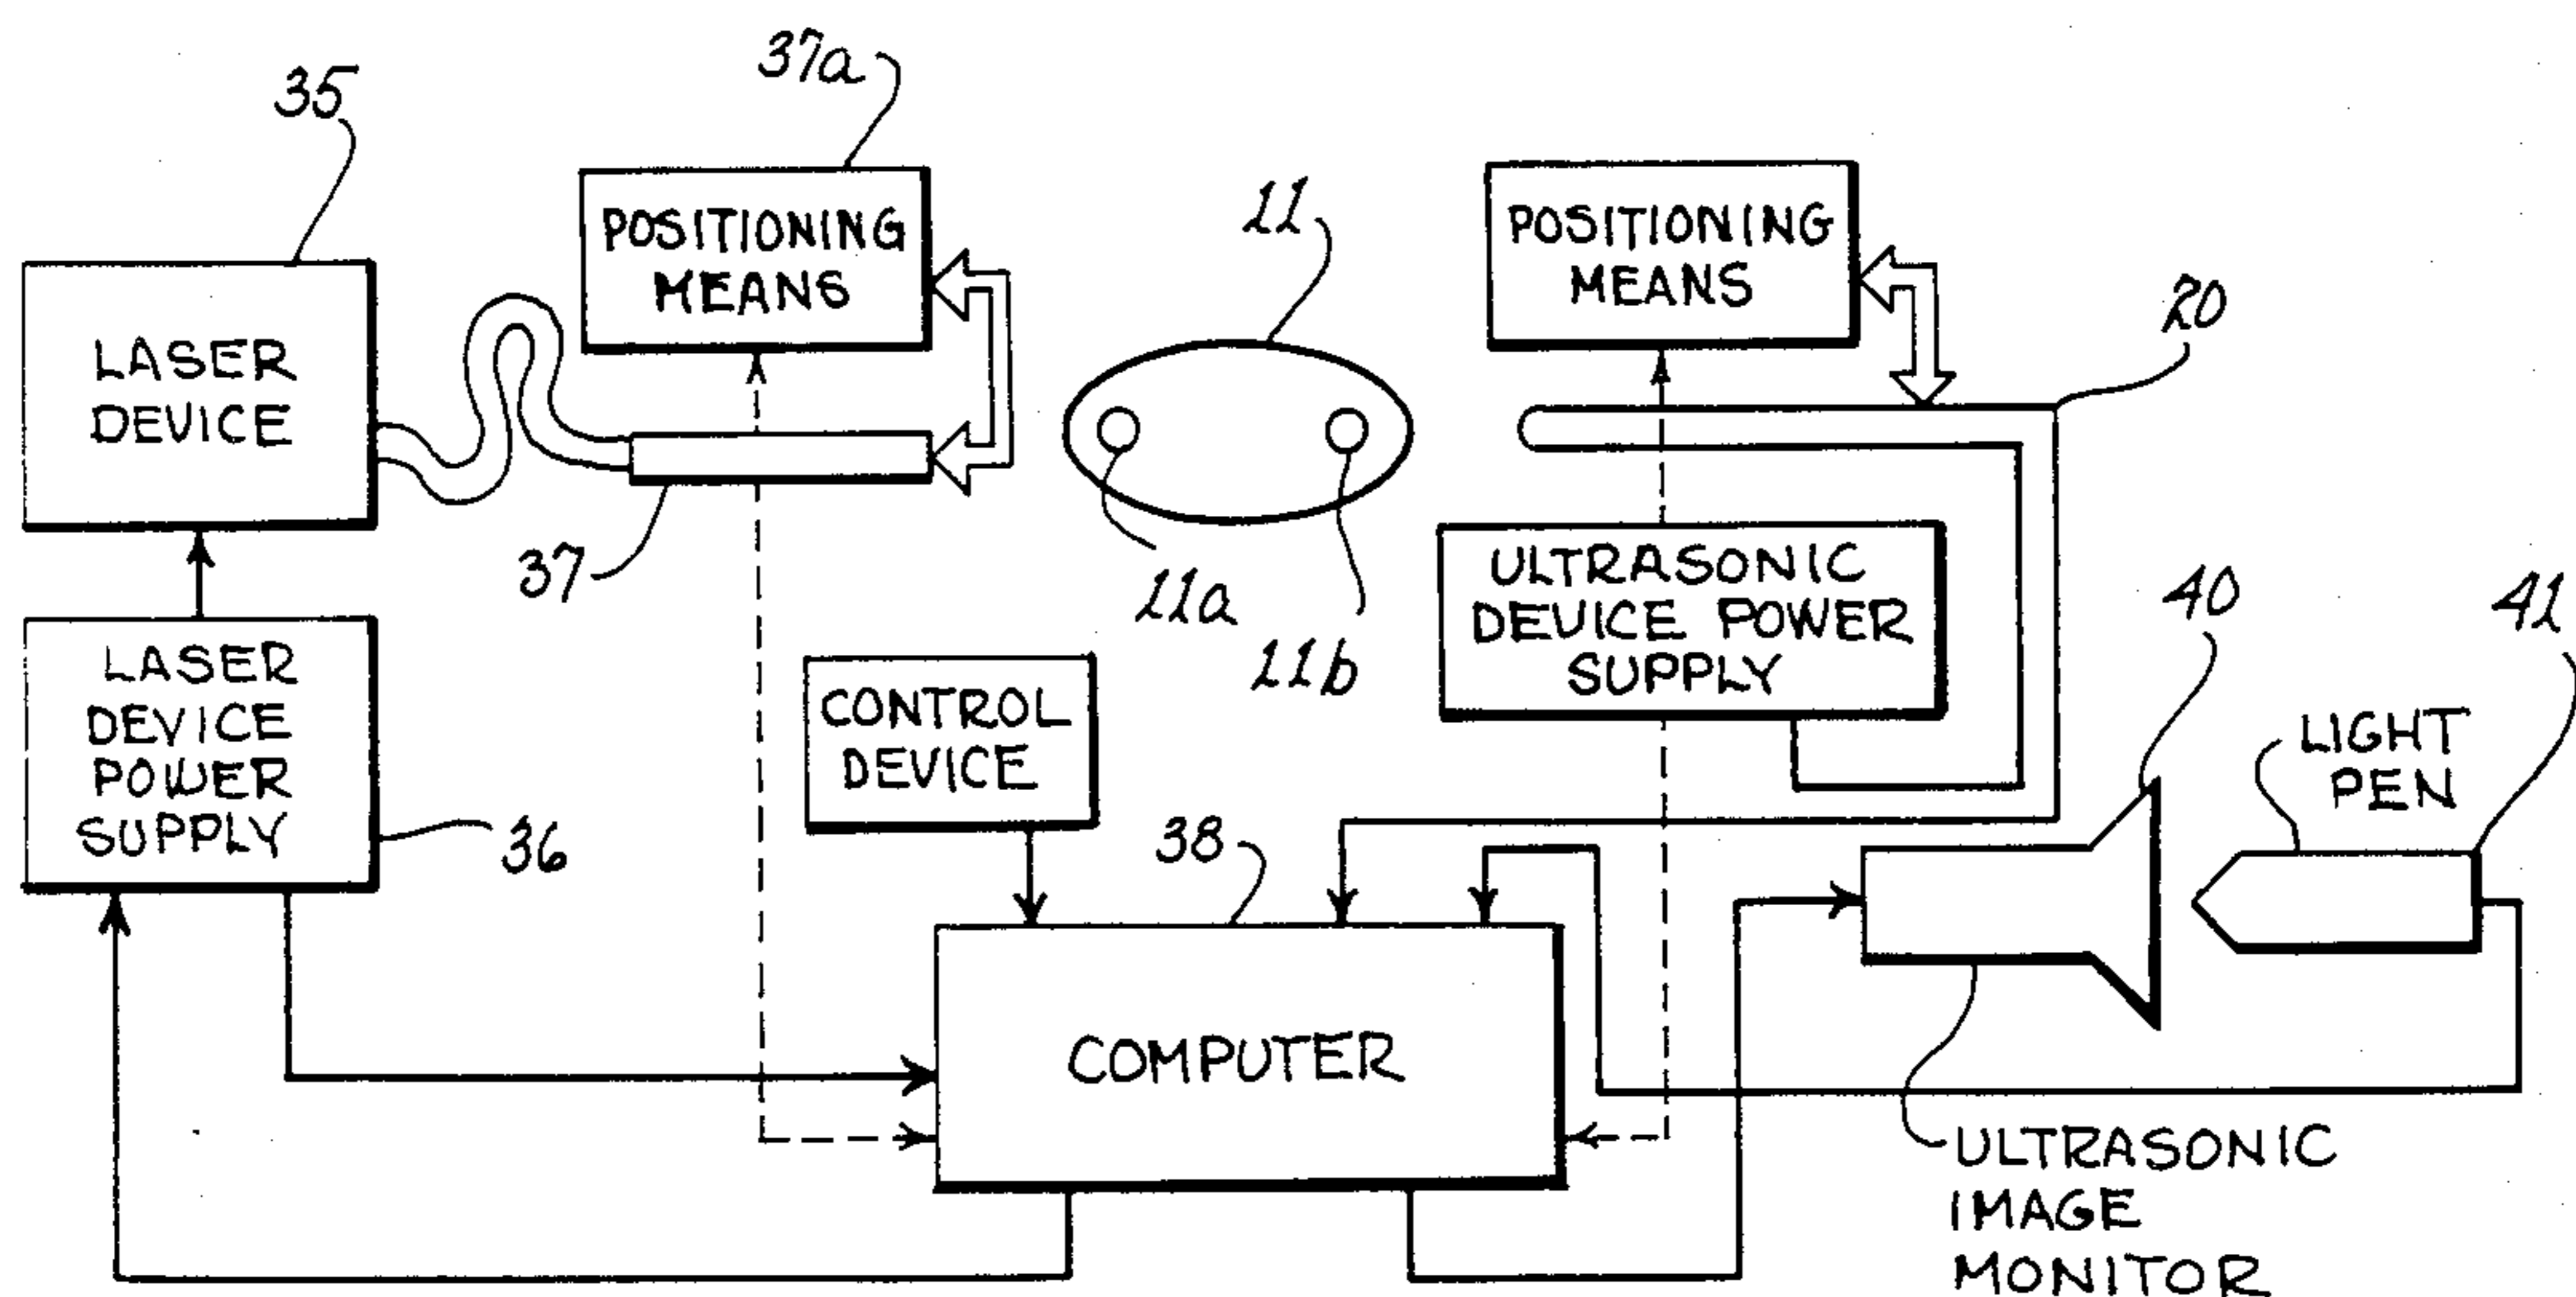 37a
35
11
POSITIONING
MEANS
POSITIONING
MEANS
20
LASER
DEVICE
37
11a
11b
ULTRASONIC
DEVICE POWER
SUPPLY
40
41
LASER
DEVICE
POWER
SUPPLY
36
CONTROL
DEVICE
38
LIGHT
PEN
COMPUTER
ULTRASONIC
IMAGE
MONITOR